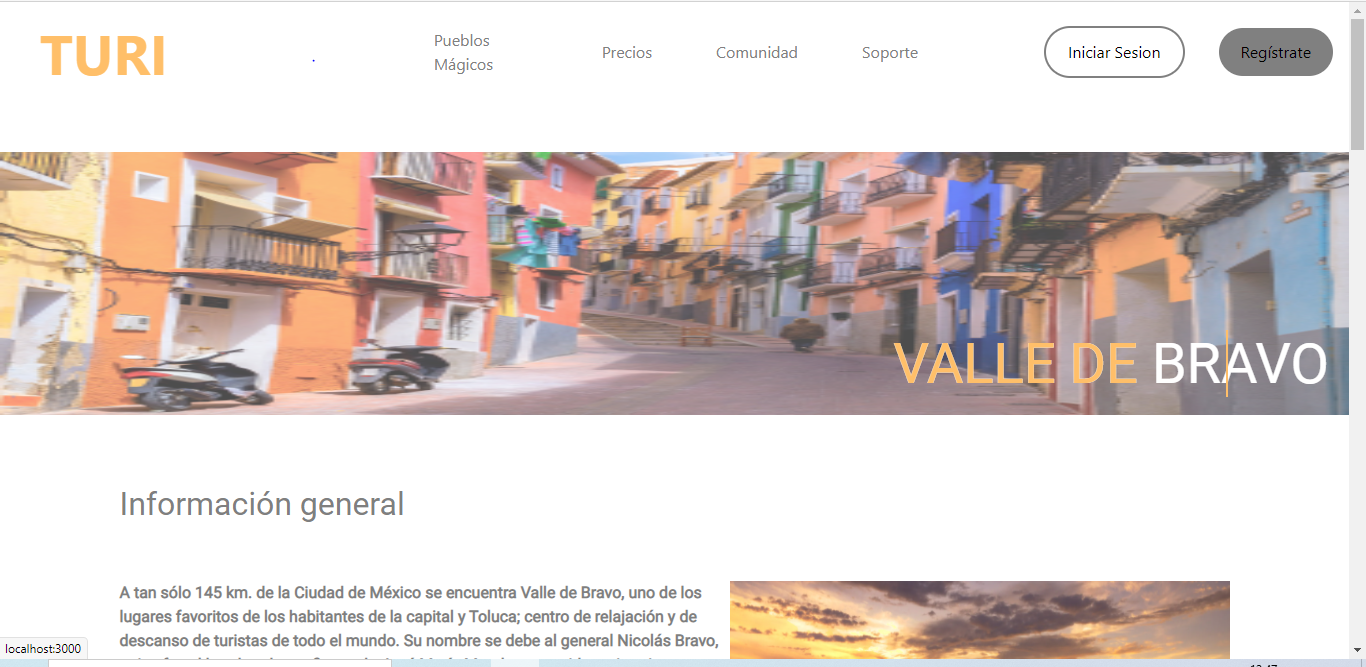 TURI
.
Pueblos
Mágicos
Precios
Comunidad
Soporte
Iniciar Sesion
Regístrate
VALLE DE BRAVO
Información general
A tan sólo 145 km. de la Ciudad de México se encuentra Valle de Bravo, uno de los
lugares favoritos de los habitantes de la capital y Toluca; centro de relajación y de
descanso de turistas de todo el mundo. Su nombre se debe al general Nicolás Bravo,
localhost:3000